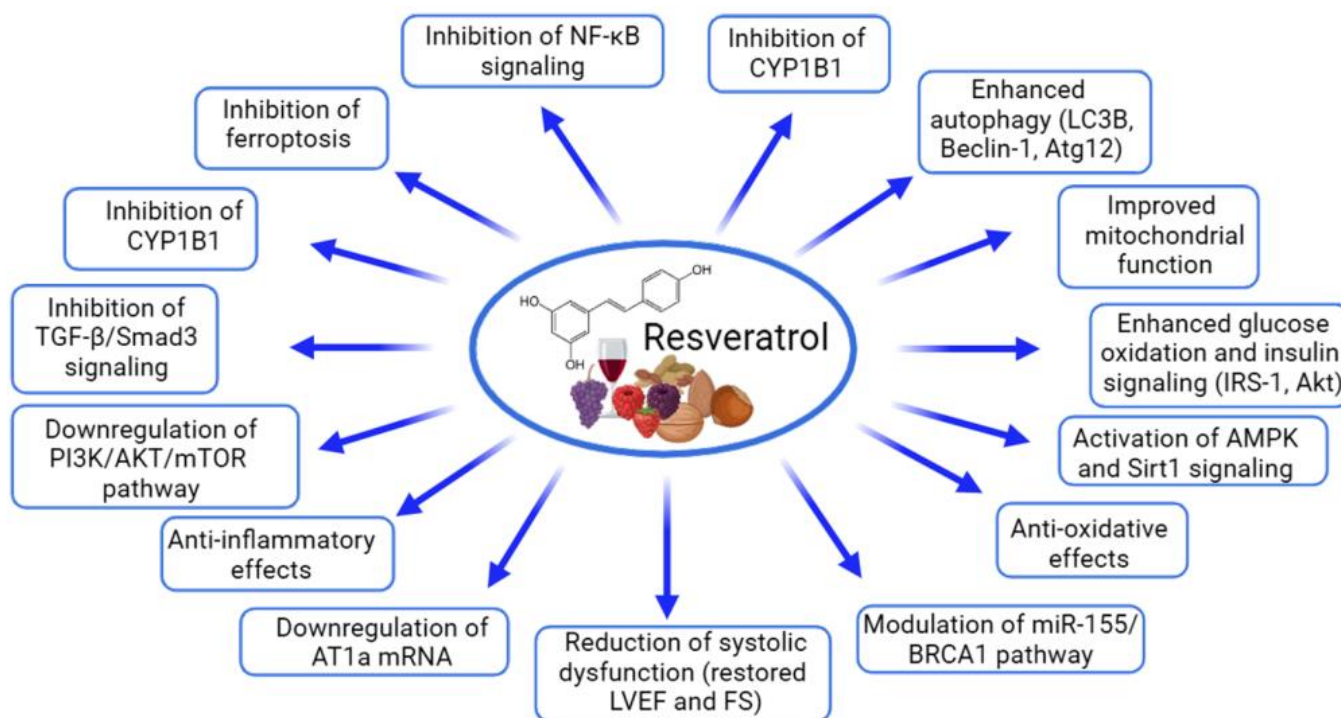 Inhibition of NF-κB
signaling
Inhibition of
CYP1B1
Enhanced
autophagy (LC3B,
Beclin-1, Atg12)
Improved
mitochondrial
function
Enhanced glucose
oxidation and insulin
signaling (IRS-1, Akt)
Activation of AMPK
and Sirt1 signaling
Anti-oxidative
effects
Modulation of miR-155/
BRCA1 pathway
Reduction of systolic
dysfunction (restored
LVEF and FS)
Downregulation of
AT1a mRNA
Anti-inflammatory
effects
Downregulation of
PI3K/AKT/mTOR
pathway
Inhibition of
TGF-β/Smad3
signaling
Inhibition of
CYP1B1
Inhibition of
ferroptosis
OH
HO
OH
Resveratrol